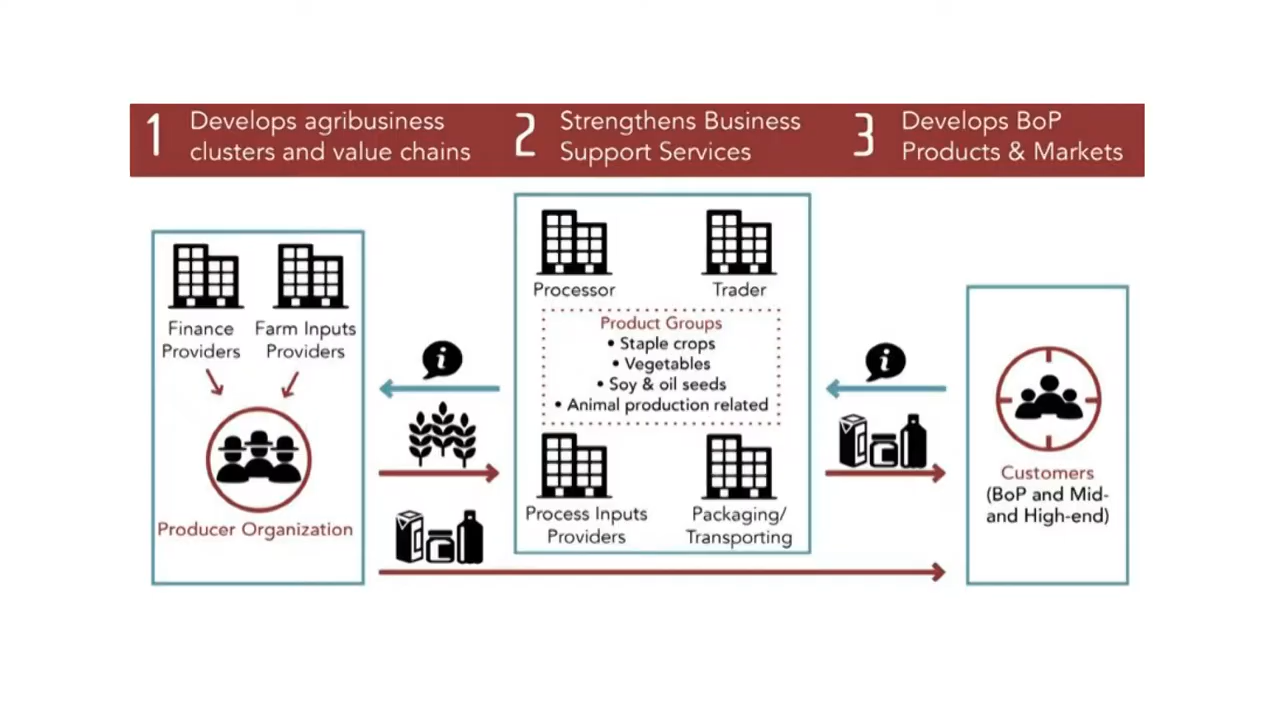 1 Develops agribusiness
clusters and value chains
2 Strengthens Business
Support Services
3 Develops BoP
Products & Markets
Finance
Providers
Farm Inputs
Providers
Producer Organization
i
Processor
Trader
Product Groups
• Staple crops
• Vegetables
• Soy & oil seeds
• Animal production related
Process Inputs
Providers
Packaging/
Transporting
i
Customers
(BoP and Mid-
and High-end)